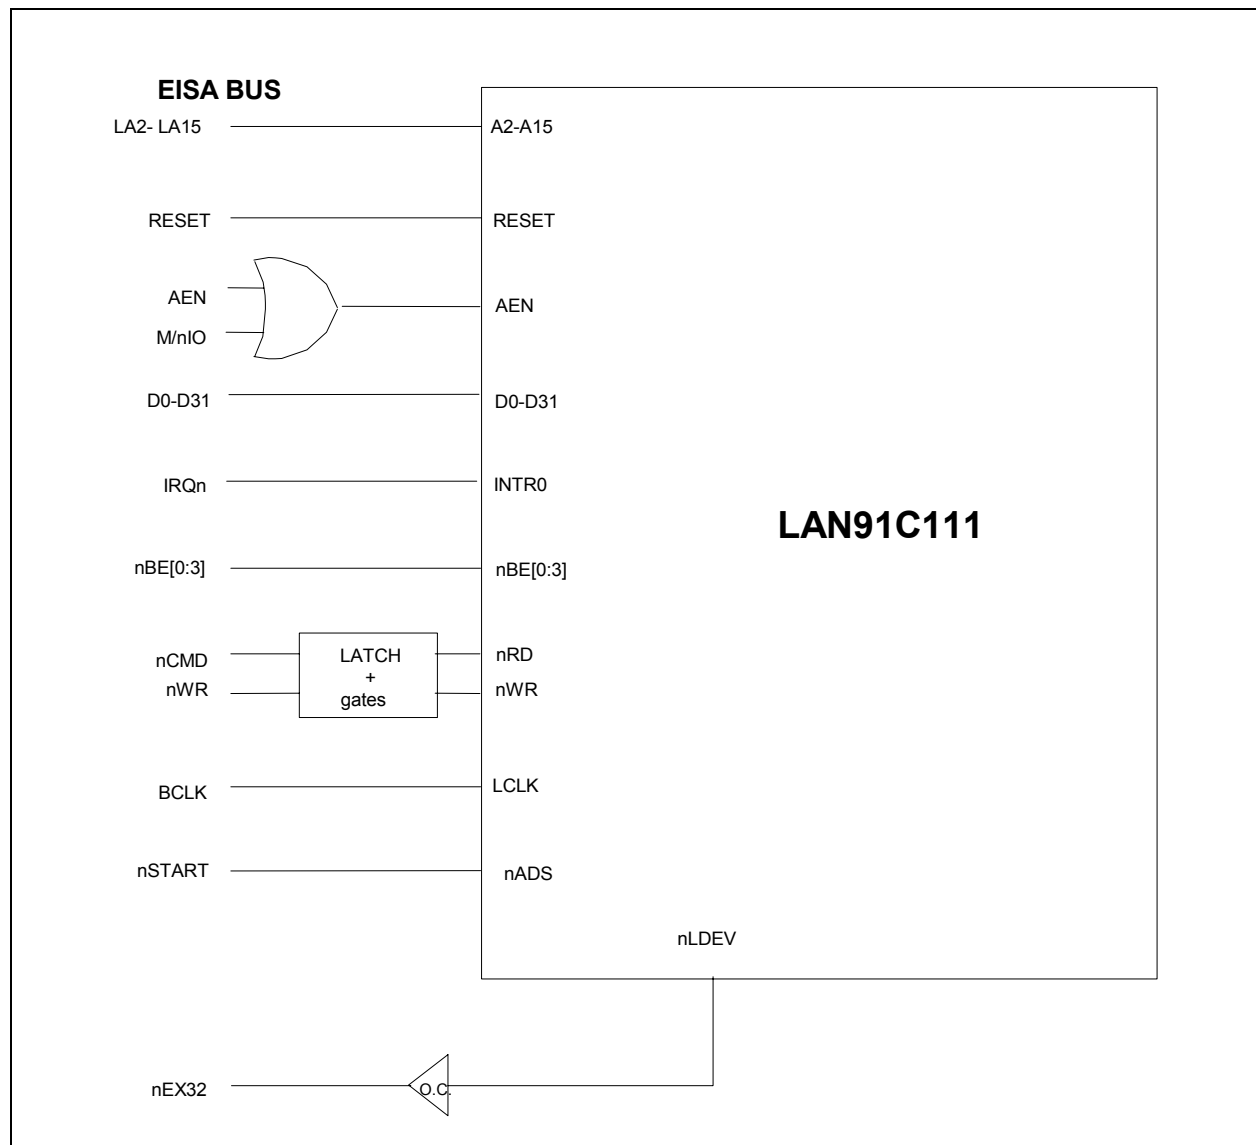 EISA BUS
LA2- LA15 A2-A15
RESET RESET
AEN AEN
M/nIO
D0-D31 D0-D31
IRQn INTR0
LAN91C111
nBE[0:3] nBE[0:3]
nCMD LATCH nRD
+
nWR gates nWR
BCLK LCLK
nSTART nADS
nLDEV
nEX32 O.C.